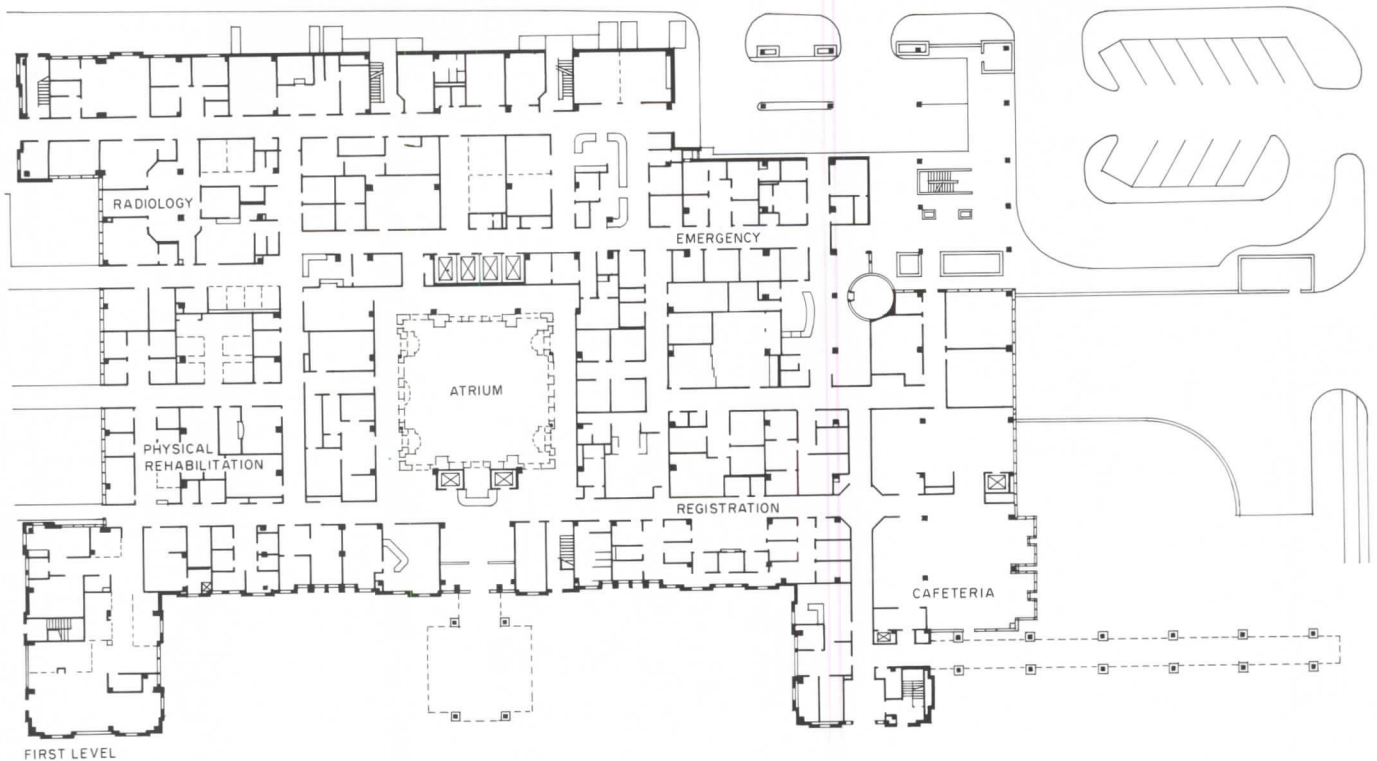 RADIOLOGY
EMERGENCY
ATRIUM
PHYSICAL
REHABILITATION
REGISTRATION
CAFETERIA
FIRST LEVEL